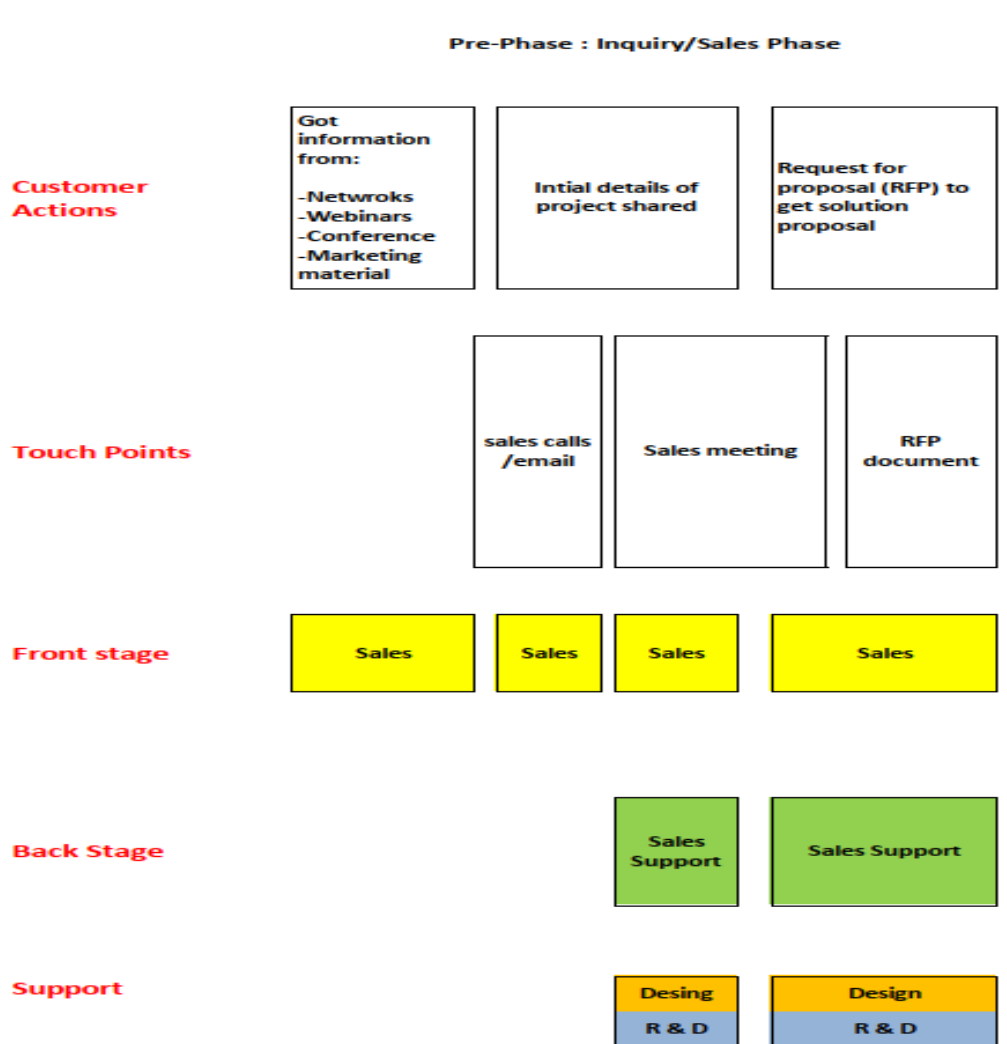 Pre-Phase : Inquiry/Sales Phase
Customer
Actions
Got
information
from:
-Netwroks
-Webinars
-Conference
-Marketing
material
Intial details of
project shared
Request for
proposal (RFP) to
get solution
proposal
Touch Points
sales calls
/email
Sales meeting
RFP
document
Front stage
Sales
Sales
Sales
Sales
Back Stage
Sales
Support
Sales Support
Support
Desing
Design
R & D
R & D